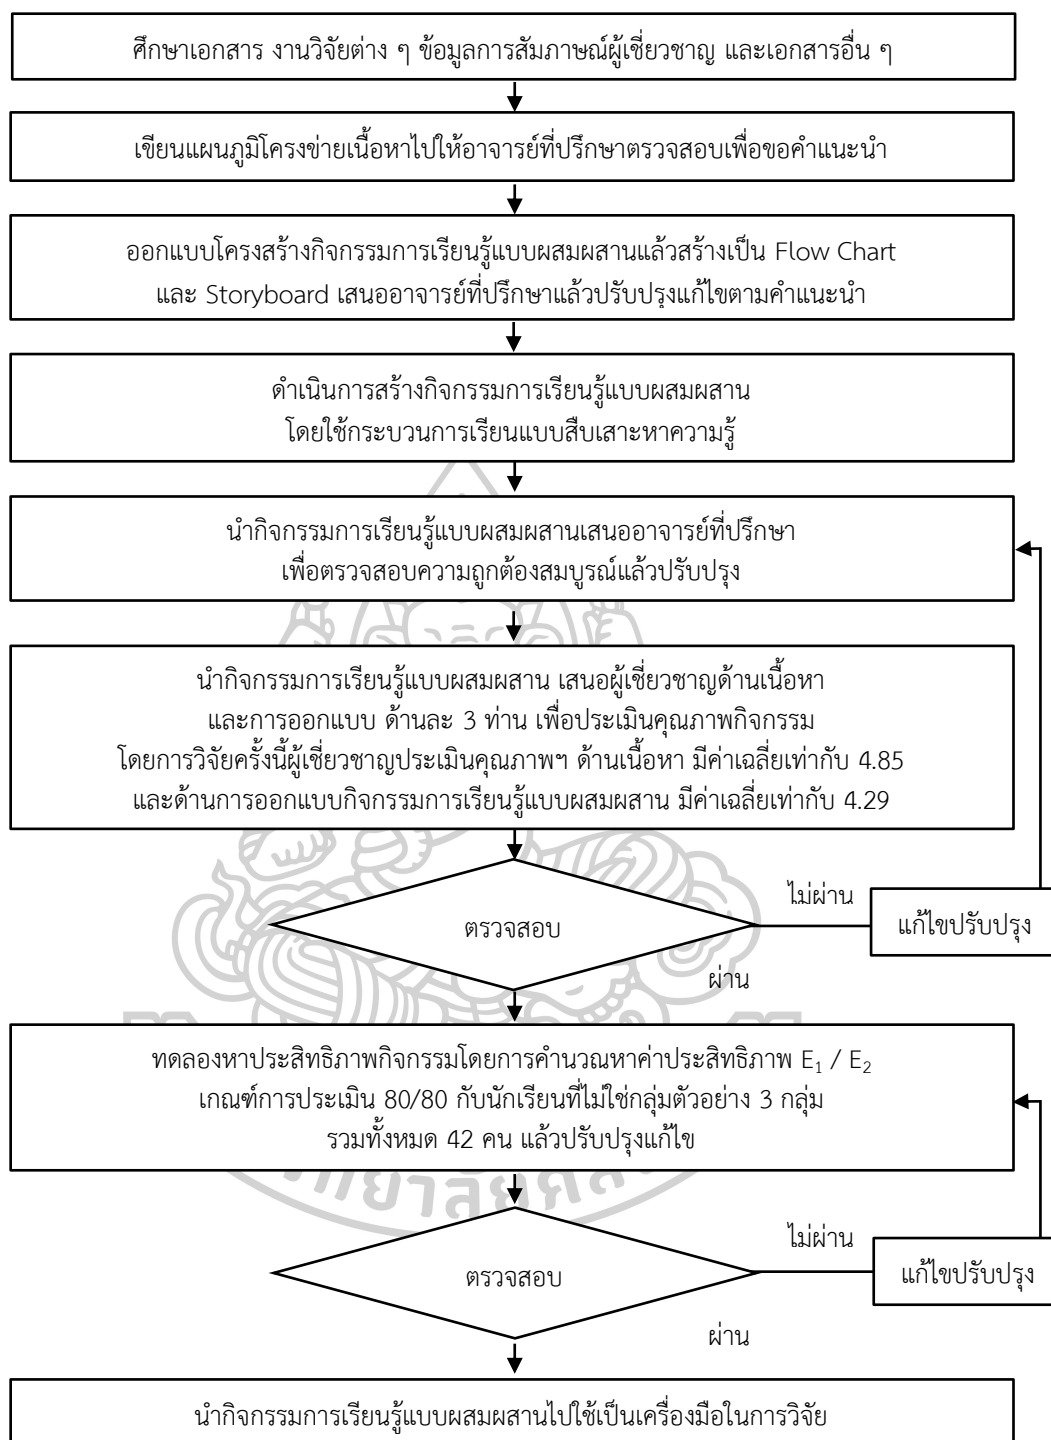 ศึกษาเอกสาร งานวิจัยต่าง ๆ ข้อมูลการสัมภาษณ์ผู้เชี่ยวชาญ และเอกสารอื่น ๆ
เขียนแผนภูมิโครงข่ายเนื้อหาไปให้อาจารย์ที่ปรึกษาตรวจสอบเพื่อขอคำแนะนำ
ออกแบบโครงสร้างกิจกรรมการเรียนรู้แบบผสมผสานแล้วสร้างเป็น Flow Chart
และ Storyboard เสนออาจารย์ที่ปรึกษาแล้วปรับปรุงแก้ไขตามคำแนะนำ
ดำเนินการสร้างกิจกรรมการเรียนรู้แบบผสมผสาน
โดยใช้กระบวนการเรียนแบบสืบเสาะหาความรู้
นำกิจกรรมการเรียนรู้แบบผสมผสานเสนออาจารย์ที่ปรึกษา
เพื่อตรวจสอบความถูกต้องสมบูรณ์แล้วปรับปรุง
นำกิจกรรมการเรียนรู้แบบผสมผสาน เสนอผู้เชี่ยวชาญด้านเนื้อหา
และการออกแบบ ด้านละ 3 ท่าน เพื่อประเมินคุณภาพกิจกรรม
โดยการวิจัยครั้งนี้ผู้เชี่ยวชาญประเมินคุณภาพฯ ด้านเนื้อหา มีค่าเฉลี่ยเท่ากับ 4.85
และด้านการออกแบบกิจกรรมการเรียนรู้แบบผสมผสาน มีค่าเฉลี่ยเท่ากับ 4.29
ไม่ผ่าน
ตรวจสอบ
แก้ไขปรับปรุง
ผ่าน
ทดลองหาประสิทธิภาพกิจกรรมโดยการคำนวณหาค่าประสิทธิภาพ E₁ / E₂
เกณฑ์การประเมิน 80/80 กับนักเรียนที่ไม่ใช่กลุ่มตัวอย่าง 3 กลุ่ม
รวมทั้งหมด 42 คน แล้วปรับปรุงแก้ไข
ไม่ผ่าน
ตรวจสอบ
แก้ไขปรับปรุง
ผ่าน
นำกิจกรรมการเรียนรู้แบบผสมผสานไปใช้เป็นเครื่องมือในการวิจัย